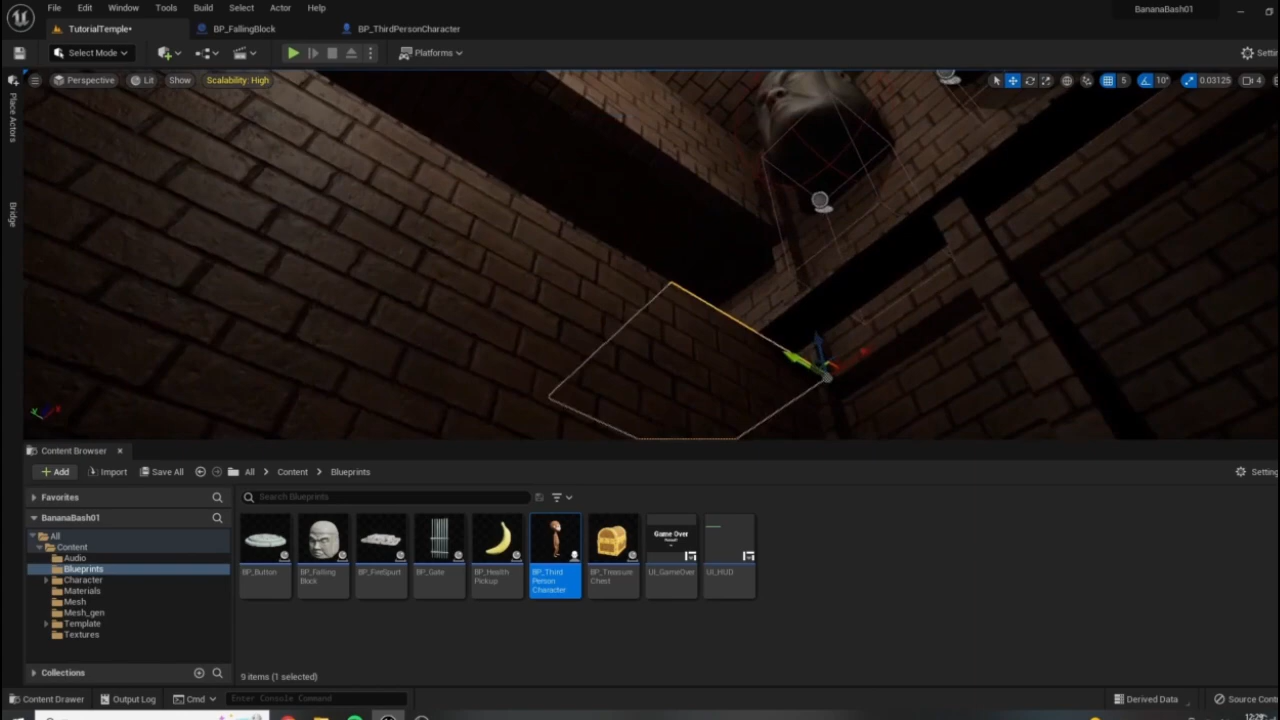 File Edit Window Tools Build Select Actor Help
BananaBash01
TutorialTemple•
BP_FallingBlock
BP_ThirdPersonCharacter
Select Mode
Platforms
Perspective
Lit
Show
Scalability: High
5
10°
0.03125
4
Place Actors
Bridge
Content Browser
Add
Import
Save All
All
Content
Blueprints
Favorites
Search Blueprints
BananaBash01
All
Content
Audio
Blueprints
Character
Materials
Mesh
Mesh_gen
Template
Textures
Game Over
BP_Button
BP_Falling
Block
BP_FireSpurt
BP_Gate
BP_Health
Pickup
BP_Third
Person
Character
BP_Treasure
Chest
UI_GameOver
UI_HUD
Collections
9 items (1 selected)
Content Drawer
Output Log
Cmd
Enter Console Command
Derived Data